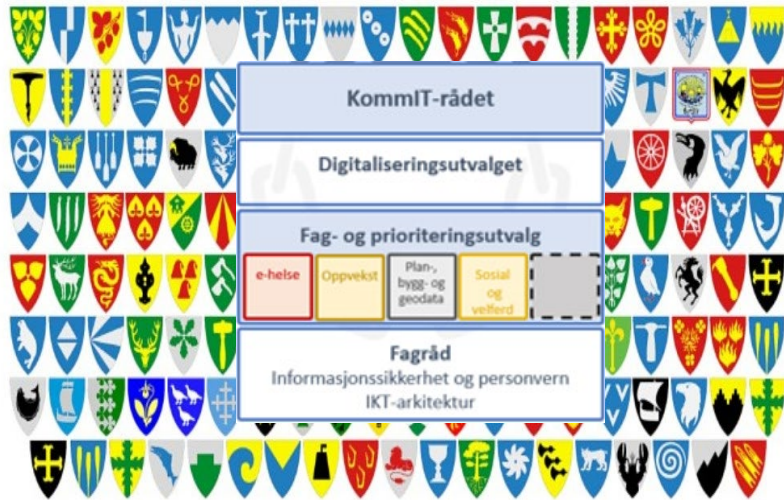 KommIT-rådet
Digitaliseringsutvalget
Fag- og prioriteringsutvalg
e-helse
Oppvekst
Plan-,
bygg- og
geodata
Sosial
og
velferd
Fagråd
Informasjonssikkerhet og personvern
IKT-arkitektur